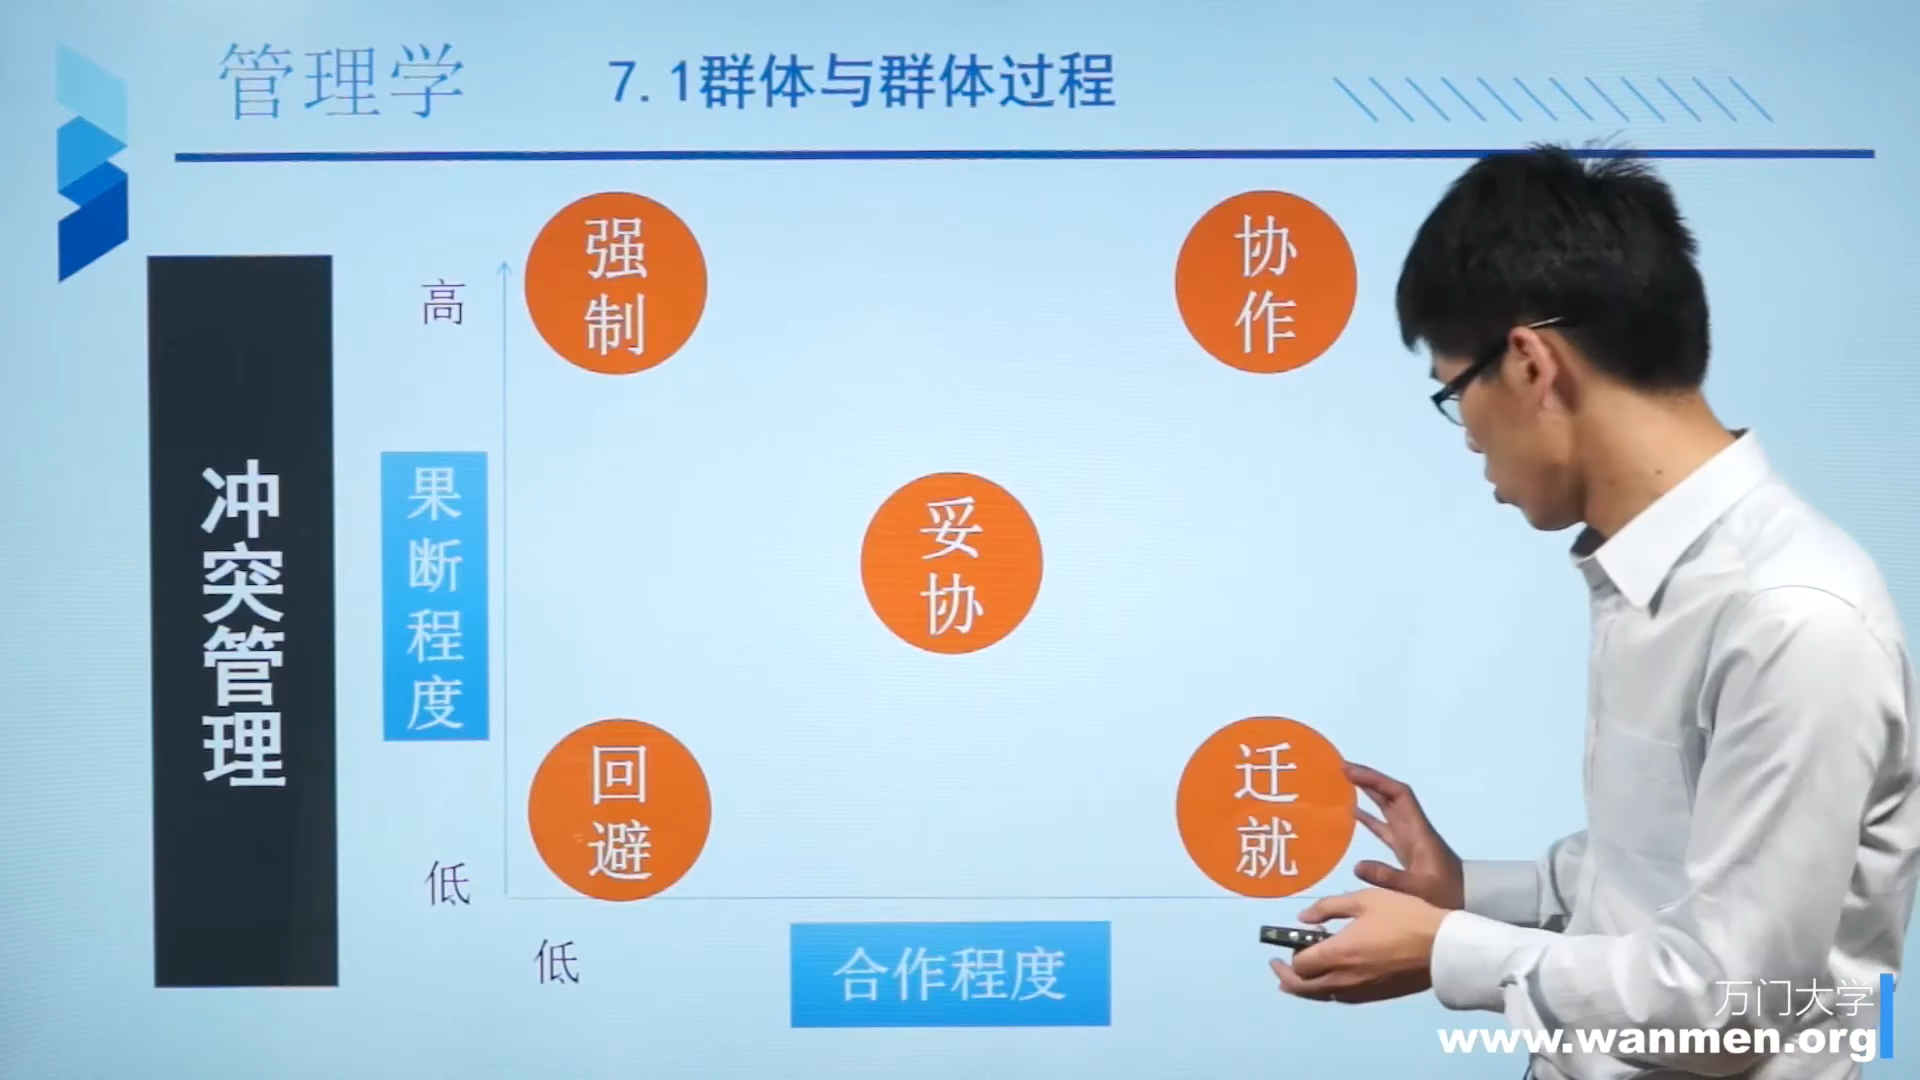 管理学
7.1群体与群体过程
强制
协作
高
冲突管理
果断程度
妥协
回避
迁就
低
低
合作程度
万门大学
www.wanmen.org